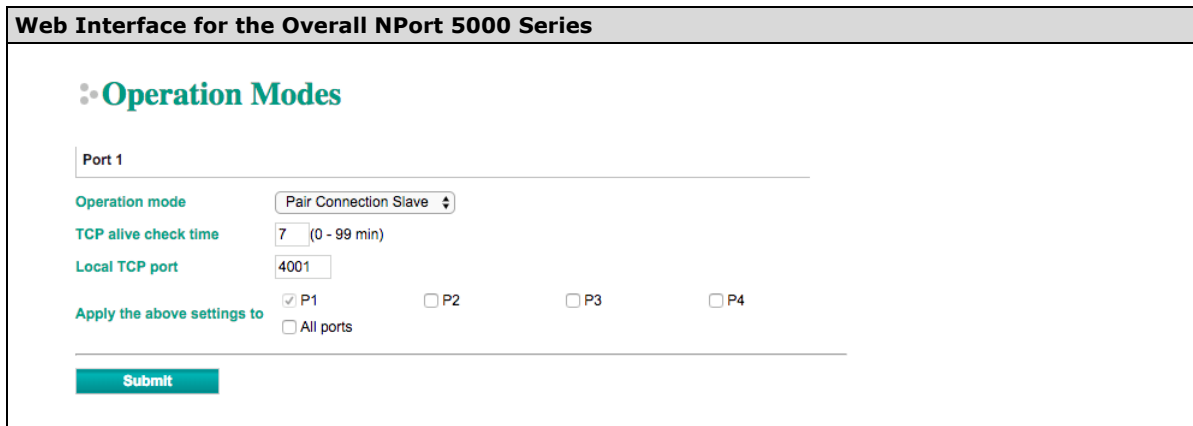 Web Interface for the Overall NPort 5000 Series
Operation Modes
Port 1
Operation mode Pair Connection Slave
TCP alive check time 7 (0 - 99 min)
Local TCP port 4001
Apply the above settings to P1 P2 P3 P4
All ports
Submit